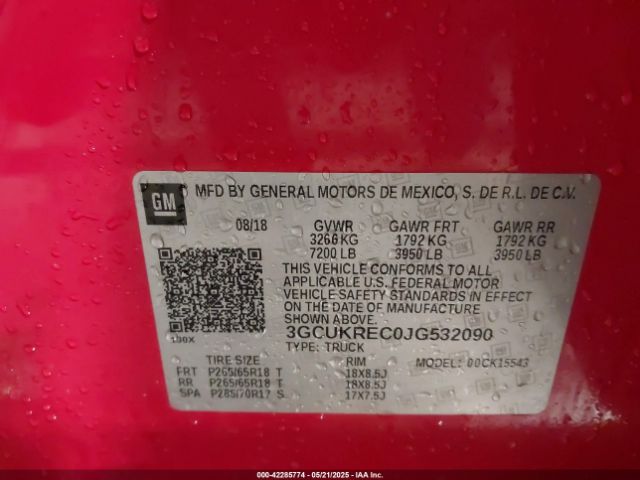 GM MFD BY GENERAL MOTORS DE MEXICO, S. DE R.L. DE C.V.
08/18 GVWR GAWR FRT GAWR RR
3266 KG 1792 KG 1792 KG
7200 LB 3950 LB 3950 LB
THIS VEHICLE CONFORMS TO ALL
APPLICABLE U.S. FEDERAL MOTOR
VEHICLE SAFETY STANDARDS IN EFFECT
ON THE DATE OF MANUFACTURE
SHOWN ABOVE.
3GCUKREC0JG532090
TYPE: TRUCK
TIRE SIZE RIM MODEL: 00CK15543
FRT P265/65R18 T 18X8.5J
RR P265/65R18 T 18X8.5J
SPA P285/70R17 S 17X7.5J
000-42285774 - 05/21/2025 - IAA Inc.